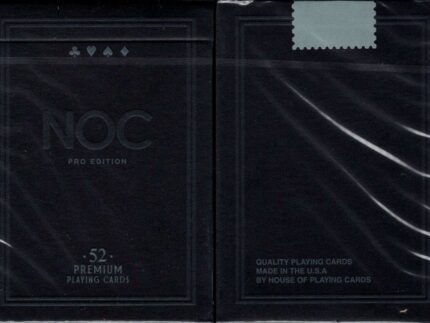 NOC
PRO EDITION
· 52 ·
PREMIUM
PLAYING CARDS
QUALITY PLAYING CARDS
MADE IN THE U.S.A
BY HOUSE OF PLAYING CARDS